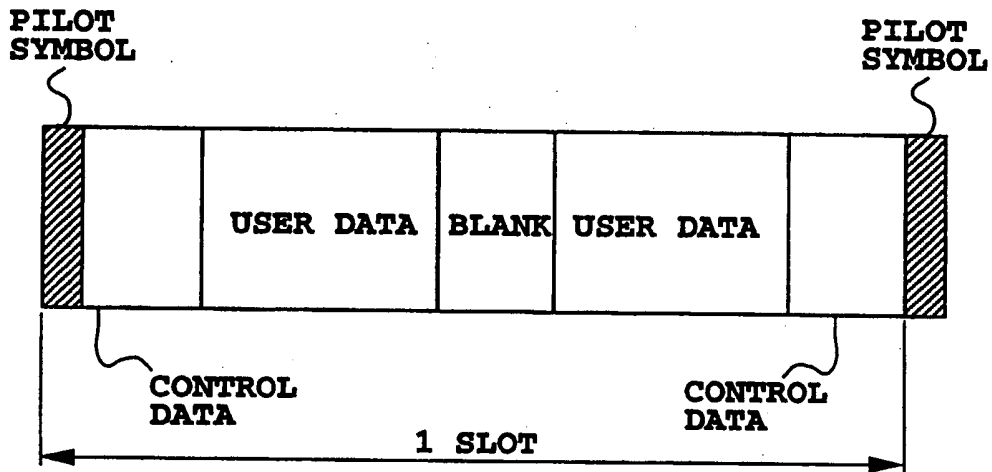 PILOT
SYMBOL
PILOT
SYMBOL
USER DATA
BLANK
USER DATA
CONTROL
DATA
CONTROL
DATA
1 SLOT